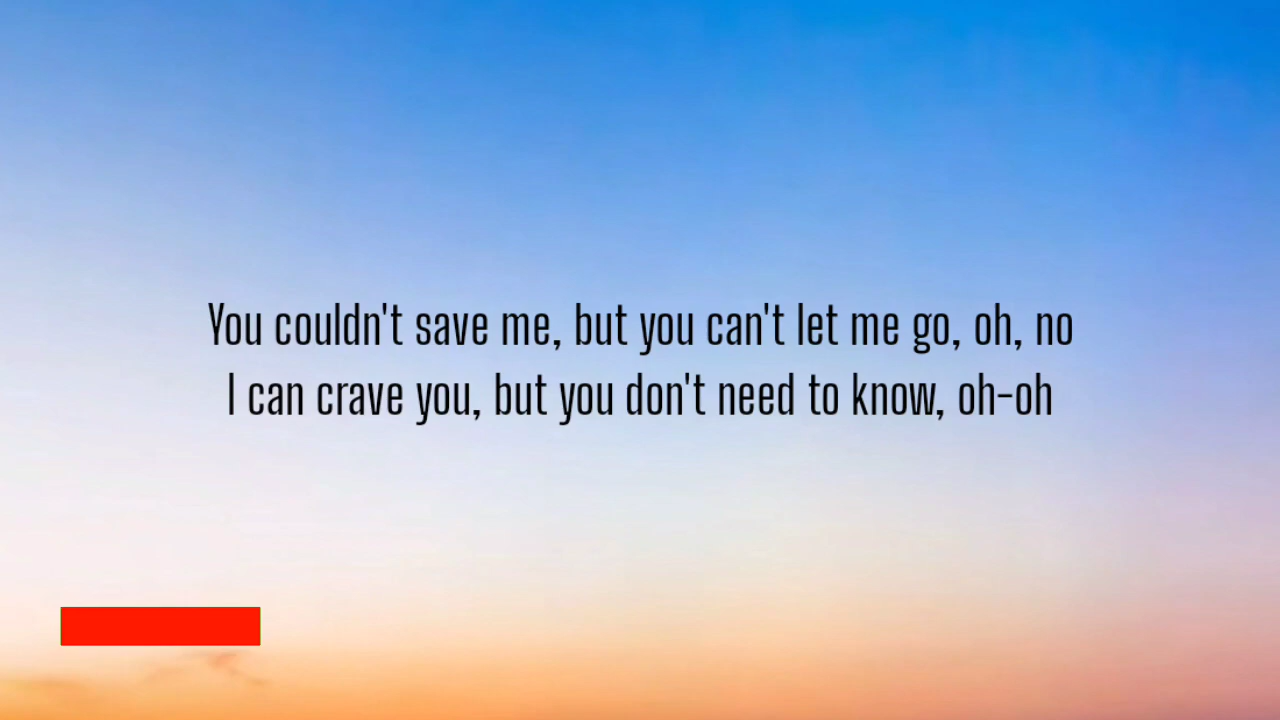 You couldn't save me, but you can't let me go, oh, no
I can crave you, but you don't need to know, oh-oh